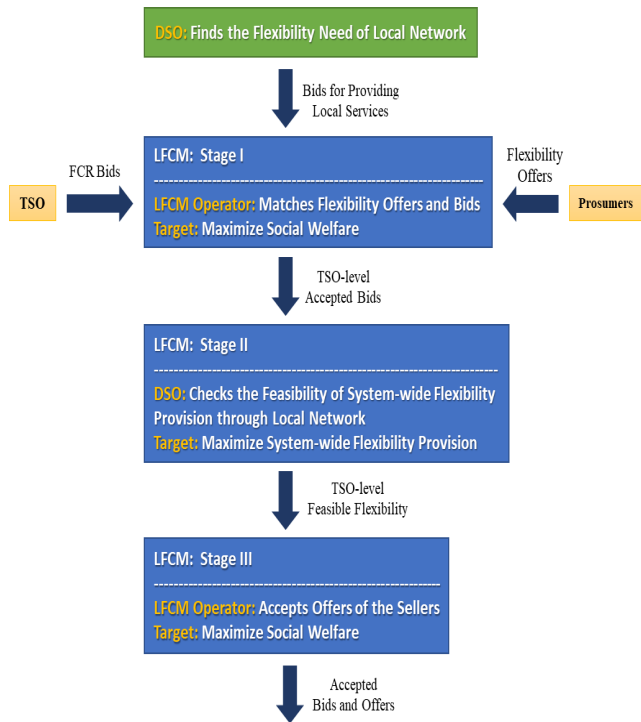 DSO: Finds the Flexibility Need of Local Network
Bids for Providing
Local Services
LFCM: Stage I
FCR Bids
Flexibility
Offers
TSO
LFCM Operator: Matches Flexibility Offers and Bids
Target: Maximize Social Welfare
Prosumers
TSO-level
Accepted Bids
LFCM: Stage II
DSO: Checks the Feasibility of System-wide Flexibility
Provision through Local Network
Target: Maximize System-wide Flexibility Provision
TSO-level
Feasible Flexibility
LFCM: Stage III
LFCM Operator: Accepts Offers of the Sellers
Target: Maximize Social Welfare
Accepted
Bids and Offers